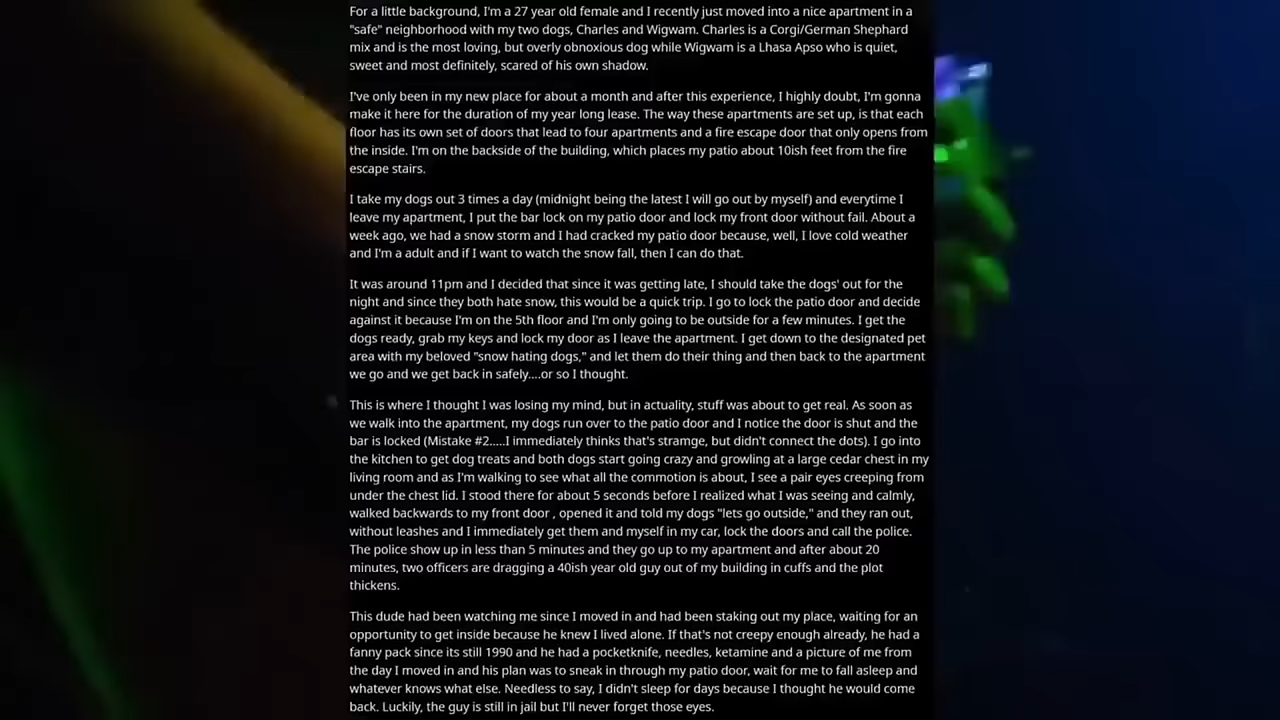 For a little background, I'm a 27 year old female and I recently just moved into a nice apartment in a
"safe" neighborhood with my two dogs, Charles and Wigwam. Charles is a Corgi/German Shephard
mix and is the most loving, but overly obnoxious dog while Wigwam is a Lhasa Apso who is quiet,
sweet and most definitely, scared of his own shadow.
I've only been in my new place for about a month and after this experience, I highly doubt, I'm gonna
make it here for the duration of my year long lease. The way these apartments are set up, is that each
floor has its own set of doors that lead to four apartments and a fire escape door that only opens from
the inside. I'm on the backside of the building, which places my patio about 10ish feet from the fire
escape stairs.
I take my dogs out 3 times a day (midnight being the latest I will go out by myself) and everytime I
leave my apartment, I put the bar lock on my patio door and lock my front door without fail. About a
week ago, we had a snow storm and I had cracked my patio door because, well, I love cold weather
and I'm a adult and if I want to watch the snow fall, then I can do that.
It was around 11pm and I decided that since it was getting late, I should take the dogs' out for the
night and since they both hate snow, this would be a quick trip. I go to lock the patio door and decide
against it because I'm on the 5th floor and I'm only going to be outside for a few minutes. I get the
dogs ready, grab my keys and lock my door as I leave the apartment. I get down to the designated pet
area with my beloved "snow hating dogs," and let them do their thing and then back to the apartment
we go and we get back in safely....or so I thought.
This is where I thought I was losing my mind, but in actuality, stuff was about to get real. As soon as
we walk into the apartment, my dogs run over to the patio door and I notice the door is shut and the
bar is locked (Mistake #2.....I immediately thinks that's stramge, but didn't connect the dots). I go into
the kitchen to get dog treats and both dogs start going crazy and growling at a large cedar chest in my
living room and as I'm walking to see what all the commotion is about, I see a pair eyes creeping from
under the chest lid. I stood there for about 5 seconds before I realized what I was seeing and calmly,
walked backwards to my front door , opened it and told my dogs "lets go outside," and they ran out,
without leashes and I immediately get them and myself in my car, lock the doors and call the police.
The police show up in less than 5 minutes and they go up to my apartment and after about 20
minutes, two officers are dragging a 40ish year old guy out of my building in cuffs and the plot
thickens.
This dude had been watching me since I moved in and had been staking out my place, waiting for an
opportunity to get inside because he knew I lived alone. If that's not creepy enough already, he had a
fanny pack since its still 1990 and he had a pocketknife, needles, ketamine and a picture of me from
the day I moved in and his plan was to sneak in through my patio door, wait for me to fall asleep and
whatever knows what else. Needless to say, I didn't sleep for days because I thought he would come
back. Luckily, the guy is still in jail but I'll never forget those eyes.